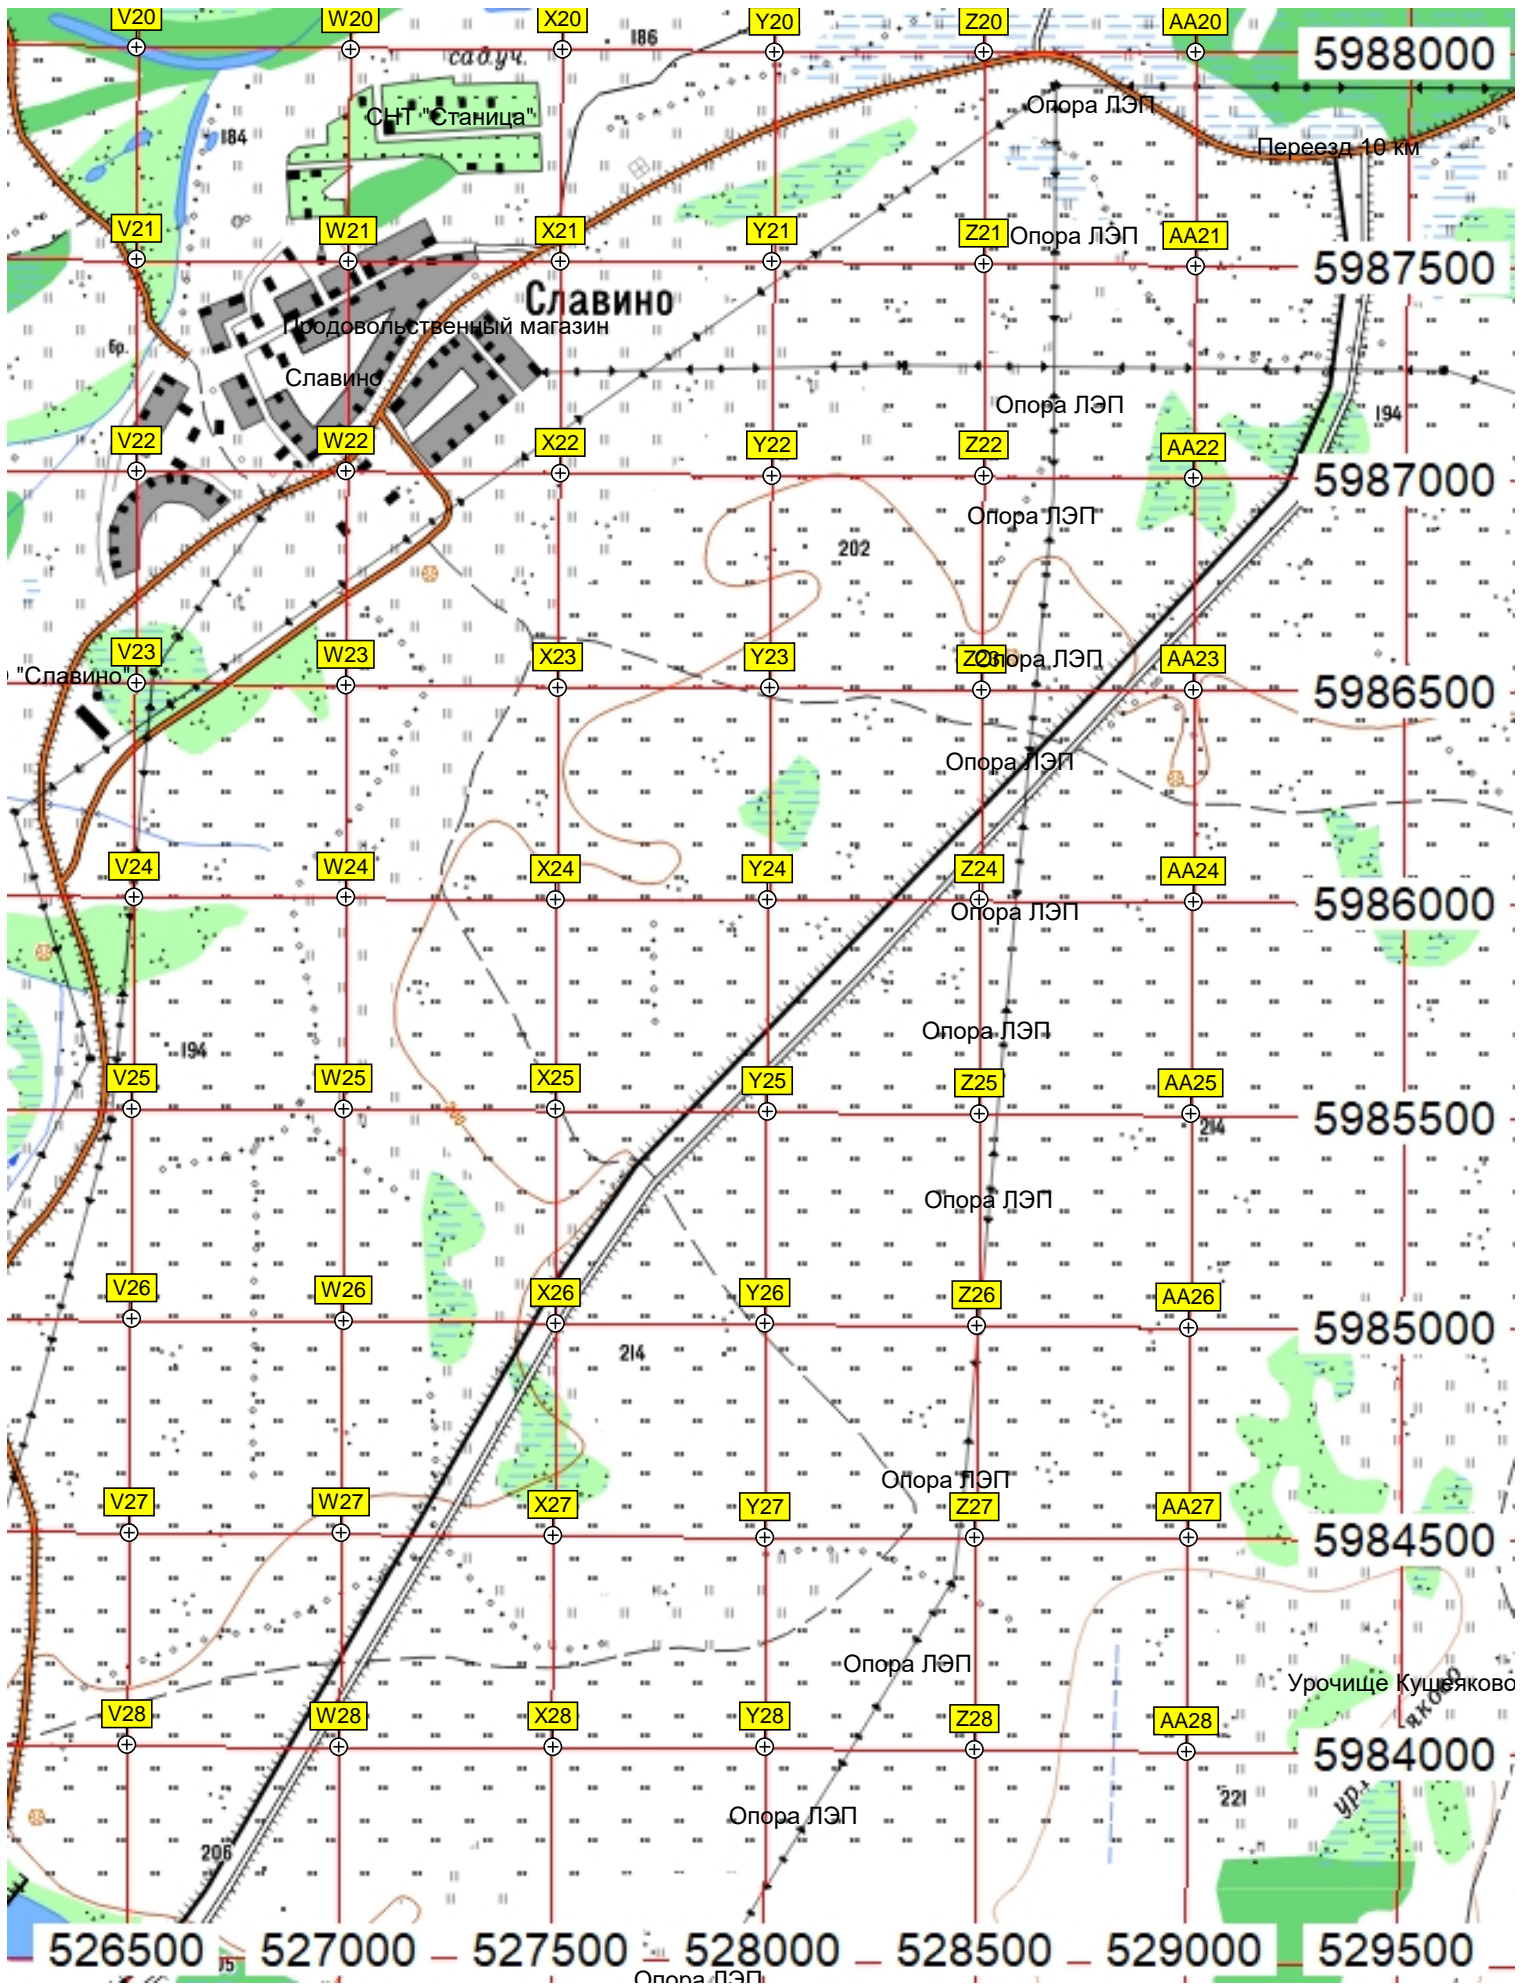 V20 W20 X20 Y20 Z20 AA20
186
сад.уч.
5988000
СНТ "Станица"
Опора ЛЭП
184
Переезд 10 км
V21 W21 X21 Y21 Z21 AA21
Опора ЛЭП
5987500
Славино
Продовольственный магазин
бр.
Славино
Опора ЛЭП
194
V22 W22 X22 Y22 Z22 AA22
5987000
Опора ЛЭП
202
V23 W23 X23 Y23 Z23 AA23
Опора ЛЭП
"Славино"
5986500
Опора ЛЭП
V24 W24 X24 Y24 Z24 AA24
5986000
Опора ЛЭП
Опора ЛЭП
194
V25 W25 X25 Y25 Z25 AA25
5985500
214
Опора ЛЭП
V26 W26 X26 Y26 Z26 AA26
5985000
214
Опора ЛЭП
V27 W27 X27 Y27 Z27 AA27
5984500
Опора ЛЭП
Урочище Кушеяково
V28 W28 X28 Y28 Z28 AA28
5984000
221
ур.
Опора ЛЭП
206
526500 527000 527500 528000 528500 529000 529500
Опора ЛЭП